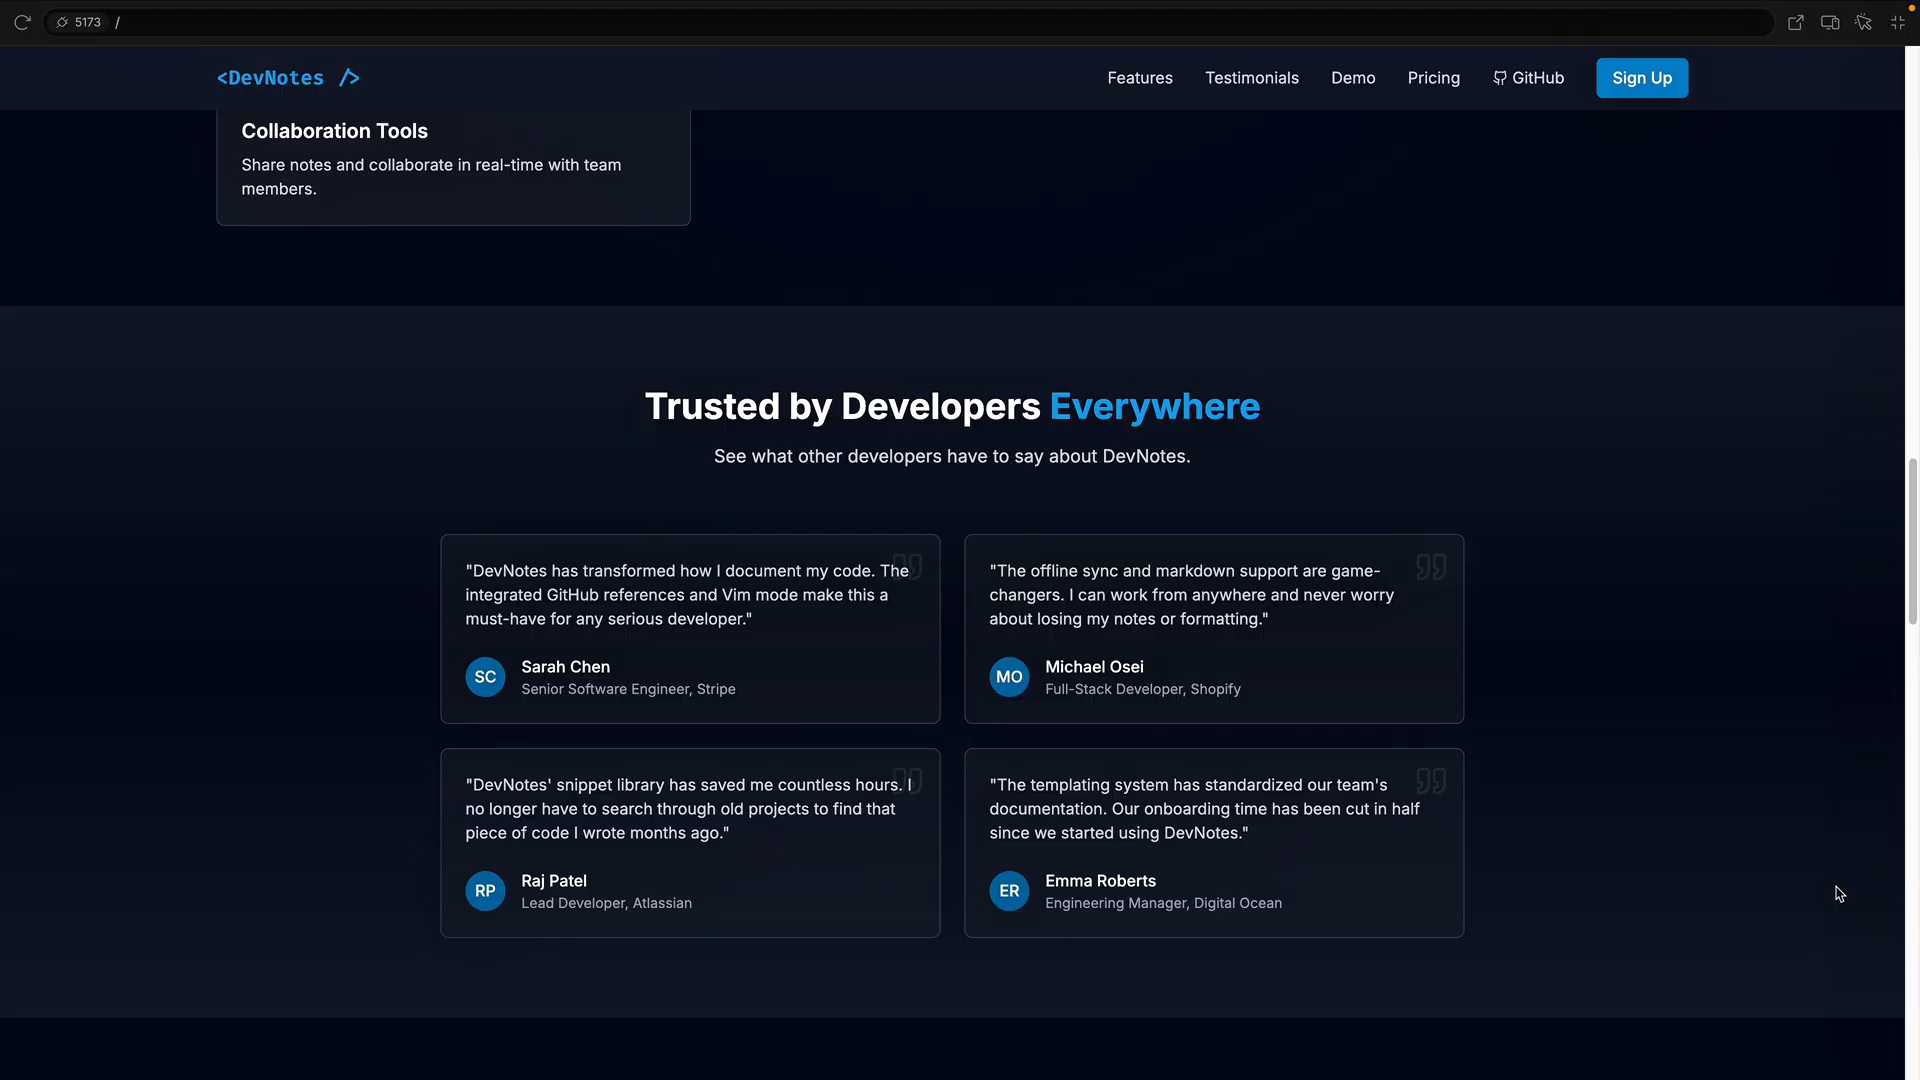 5173 /
<DevNotes />
Features
Testimonials
Demo
Pricing
GitHub
Sign Up
Collaboration Tools
Share notes and collaborate in real-time with team
members.
Trusted by Developers Everywhere
See what other developers have to say about DevNotes.
"DevNotes has transformed how I document my code. The
integrated GitHub references and Vim mode make this a
must-have for any serious developer."
SC
Sarah Chen
Senior Software Engineer, Stripe
"The offline sync and markdown support are game-
changers. I can work from anywhere and never worry
about losing my notes or formatting."
MO
Michael Osei
Full-Stack Developer, Shopify
"DevNotes' snippet library has saved me countless hours. I
no longer have to search through old projects to find that
piece of code I wrote months ago."
RP
Raj Patel
Lead Developer, Atlassian
"The templating system has standardized our team's
documentation. Our onboarding time has been cut in half
since we started using DevNotes."
ER
Emma Roberts
Engineering Manager, Digital Ocean